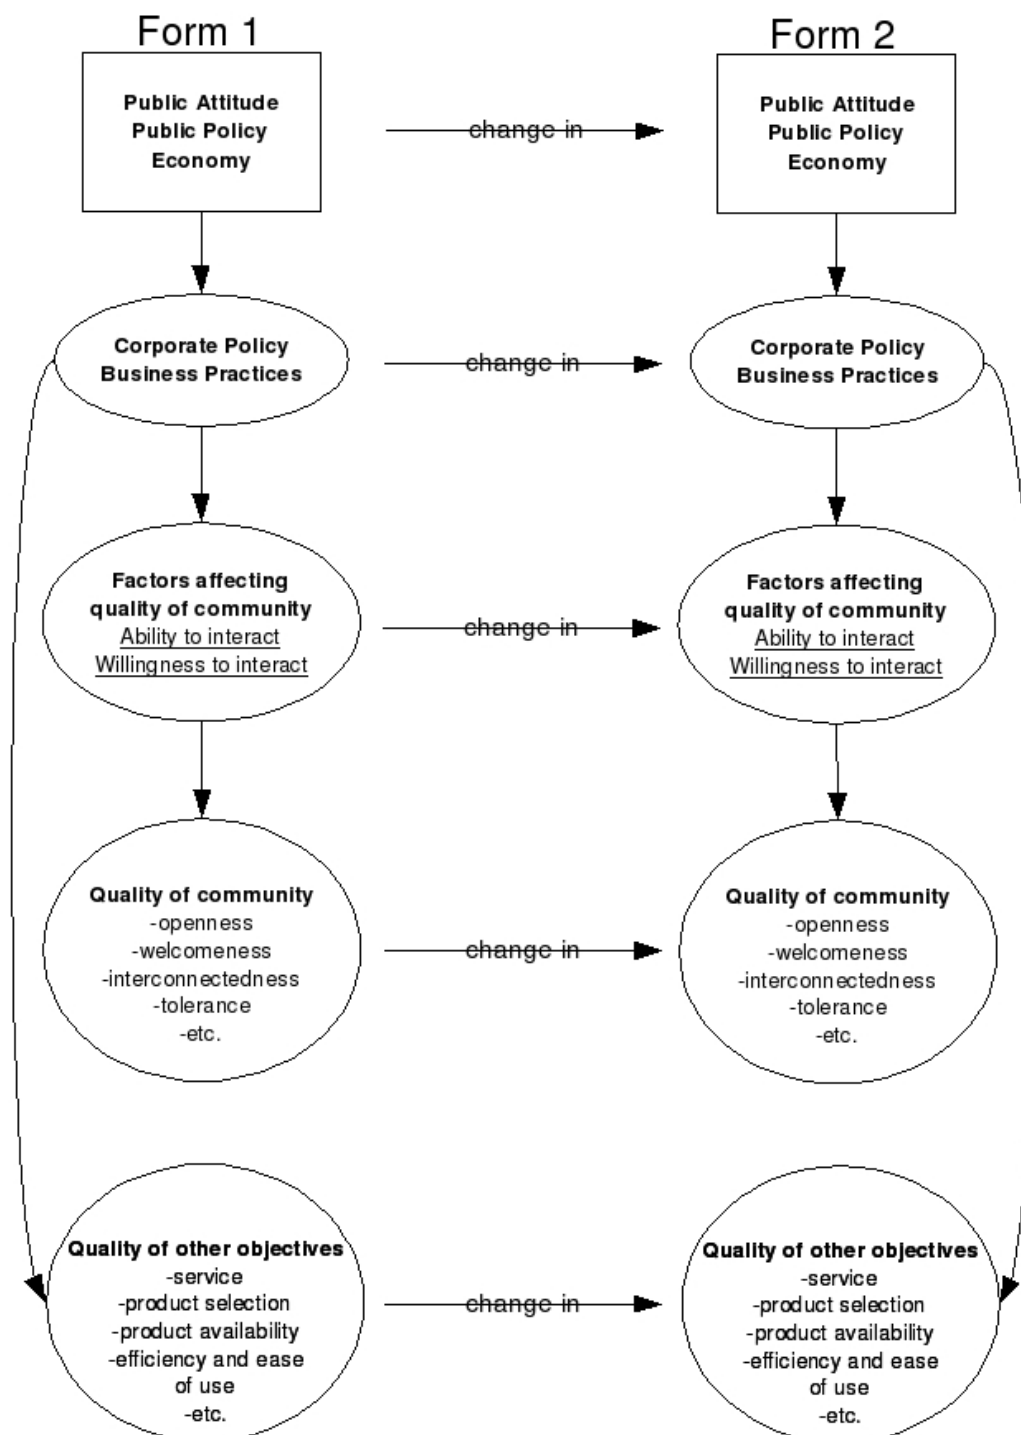 Form 1
Public Attitude
Public Policy
Economy
change in
Form 2
Public Attitude
Public Policy
Economy
Corporate Policy
Business Practices
change in
Corporate Policy
Business Practices
Factors affecting
quality of community
Ability to interact
Willingness to interact
change in
Factors affecting
quality of community
Ability to interact
Willingness to interact
Quality of community
-openness
-welcomeness
-interconnectedness
-tolerance
-etc.
change in
Quality of community
-openness
-welcomeness
-interconnectedness
-tolerance
-etc.
Quality of other objectives
-service
-product selection
-product availability
-efficiency and ease
of use
-etc.
change in
Quality of other objectives
-service
-product selection
-product availability
-efficiency and ease
of use
-etc.